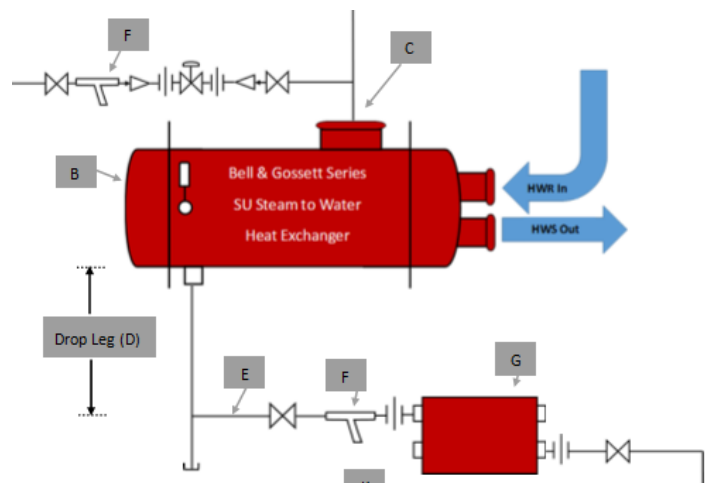 F
C
B
Bell & Gossett Series
SU Steam to Water
Heat Exchanger
HWR In
HWS Out
Drop Leg (D)
E
F
G